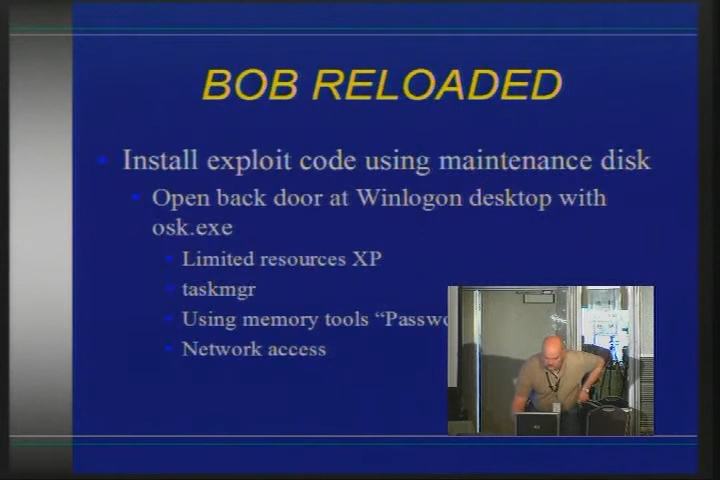 BOB RELOADED
Install exploit code using maintenance disk
Open back door at Winlogon desktop with
osk.exe
Limited resources XP
taskmgr
Using memory tools
Network access